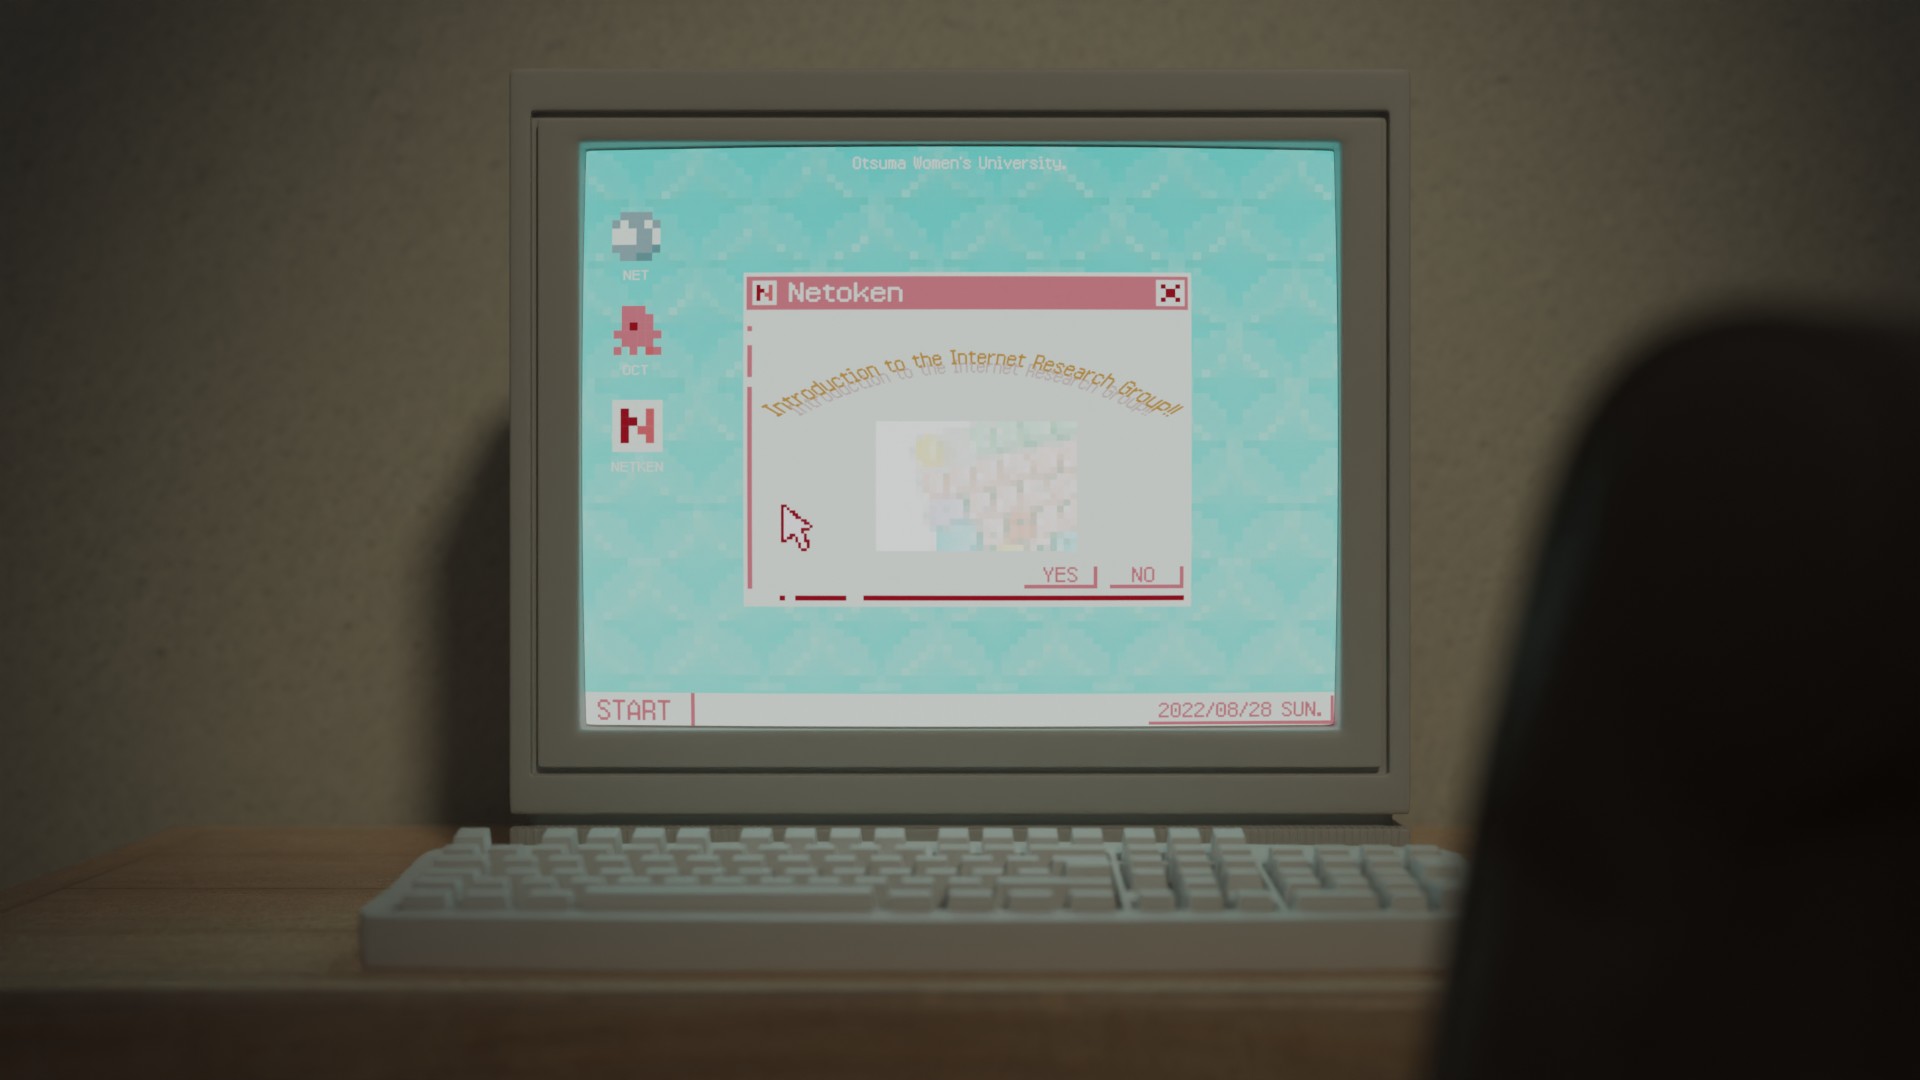 Otsuma Women's University.
NET
OCT
NETKEN
N Netoken
Introduction to the Internet Research Group!!
YES NO
START
2022/08/28 SUN.